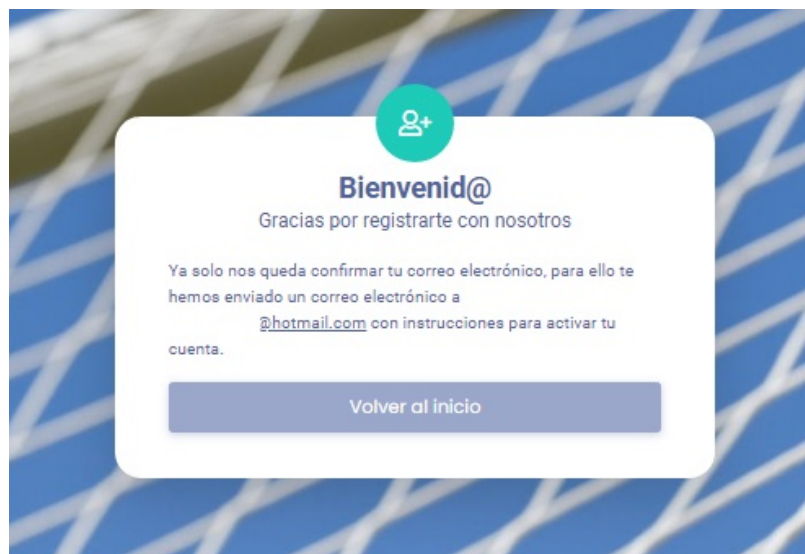 Bienvenid@
Gracias por registrarte con nosotros
Ya solo nos queda confirmar tu correo electrónico, para ello te
hemos enviado un correo electrónico a
@hotmail.com con instrucciones para activar tu
cuenta.
Volver al inicio